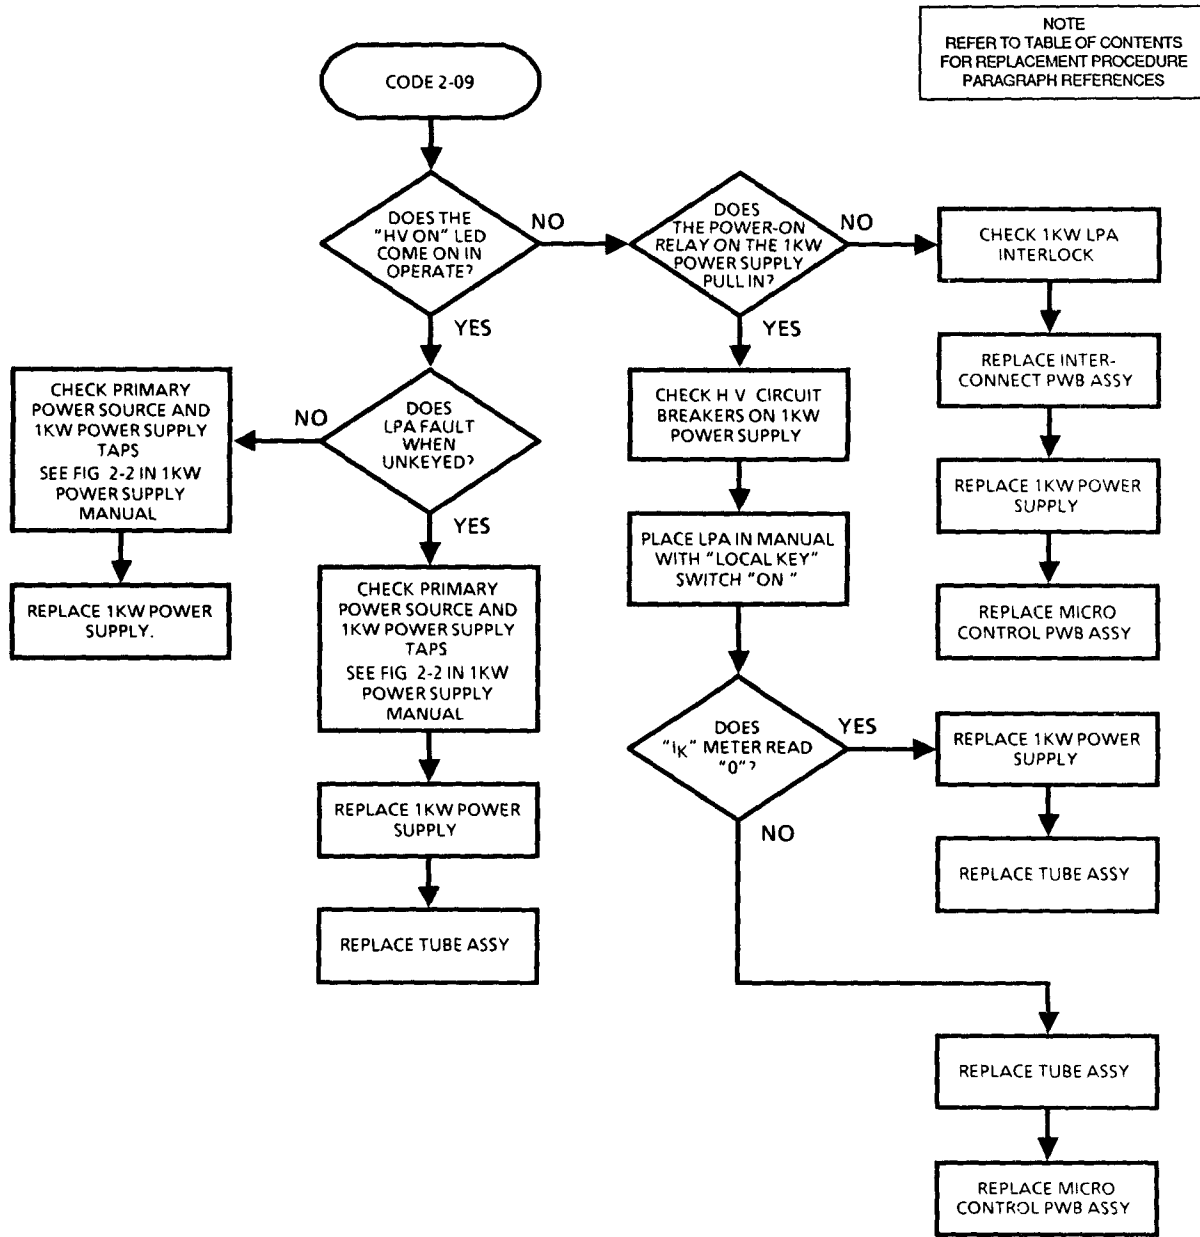 NOTE
REFER TO TABLE OF CONTENTS
FOR REPLACEMENT PROCEDURE
PARAGRAPH REFERENCES
CODE 2-09
DOES THE
"HV ON" LED
COME ON IN
OPERATE?
NO
YES
DOES
THE POWER-ON
RELAY ON THE 1KW
POWER SUPPLY
PULL IN?
NO
YES
CHECK 1KW LPA
INTERLOCK
REPLACE INTER-
CONNECT PWB ASSY
REPLACE 1KW POWER
SUPPLY
REPLACE MICRO
CONTROL PWB ASSY
DOES
LPA FAULT
WHEN
UNKEYED?
NO
YES
CHECK PRIMARY
POWER SOURCE AND
1KW POWER SUPPLY
TAPS
SEE FIG 2-2 IN 1KW
POWER SUPPLY
MANUAL
REPLACE 1KW POWER
SUPPLY.
CHECK PRIMARY
POWER SOURCE AND
1KW POWER SUPPLY
TAPS
SEE FIG 2-2 IN 1KW
POWER SUPPLY
MANUAL
REPLACE 1KW POWER
SUPPLY
REPLACE TUBE ASSY
CHECK H V CIRCUIT
BREAKERS ON 1KW
POWER SUPPLY
PLACE LPA IN MANUAL
WITH "LOCAL KEY"
SWITCH "ON "
DOES
"IK" METER READ
"0"?
YES
NO
REPLACE 1KW POWER
SUPPLY
REPLACE TUBE ASSY
REPLACE TUBE ASSY
REPLACE MICRO
CONTROL PWB ASSY